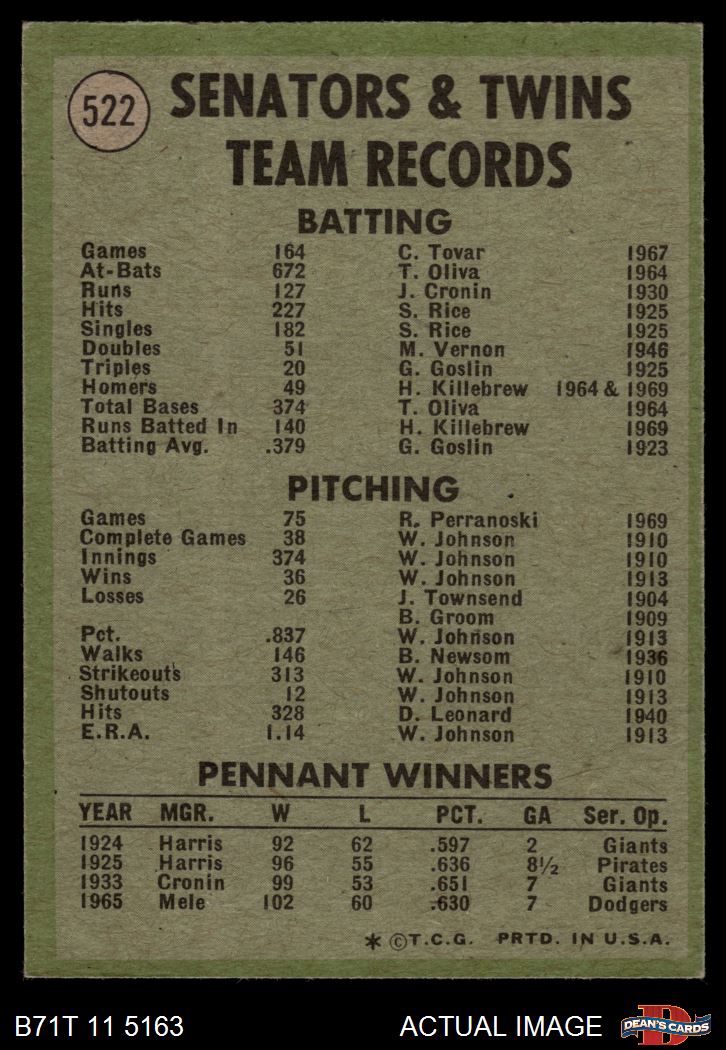 522
SENATORS & TWINS
TEAM RECORDS
BATTING
Games 164 C. Tovar 1967
At-Bats 672 T. Oliva 1964
Runs 127 J. Cronin 1930
Hits 227 S. Rice 1925
Singles 182 S. Rice 1925
Doubles 51 M. Vernon 1946
Triples 20 G. Goslin 1925
Homers 49 H. Killebrew 1964 & 1969
Total Bases 374 T. Oliva 1964
Runs Batted In 140 H. Killebrew 1969
Batting Avg. .379 G. Goslin 1923
PITCHING
Games 75 R. Perranoski 1969
Complete Games 38 W. Johnson 1910
Innings 374 W. Johnson 1910
Wins 36 W. Johnson 1913
Losses 26 J. Townsend 1904
B. Groom 1909
Pct. .837 W. Johnson 1913
Walks 146 B. Newsom 1936
Strikeouts 313 W. Johnson 1910
Shutouts 12 W. Johnson 1913
Hits 328 D. Leonard 1940
E.R.A. 1.14 W. Johnson 1913
PENNANT WINNERS
YEAR MGR. W L PCT. GA Ser. Op.
1924 Harris 92 62 .597 2 Giants
1925 Harris 96 55 .636 8½ Pirates
1933 Cronin 99 53 .651 7 Giants
1965 Mele 102 60 .630 7 Dodgers
* ©T.C.G. PRTD. IN U.S.A.
B71T 11 5163 ACTUAL IMAGE
D
DEAN'S CARDS